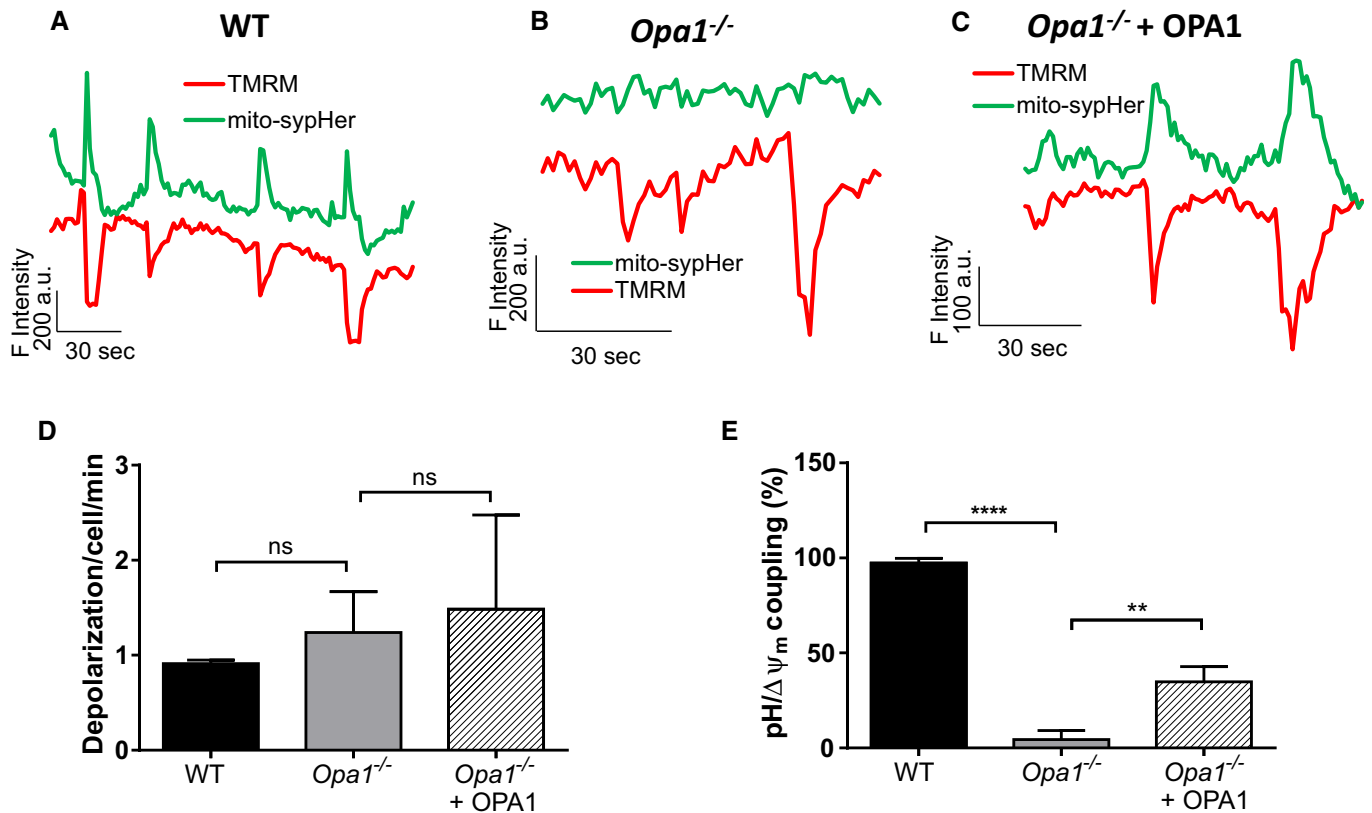 A
WT
TMRM
mito-sypHer
F Intensity
200 a.u.
30 sec
B
Opa1-/-
mito-sypHer
TMRM
F Intensity
200 a.u.
30 sec
C
Opa1-/- + OPA1
TMRM
mito-sypHer
F Intensity
100 a.u.
30 sec
D
Depolarization/cell/min
3
2
1
0
ns
ns
WT
Opa1-/-
Opa1-/-
+ OPA1
E
pH/Δ ψm coupling (%)
150
100
50
0
****
**
WT
Opa1-/-
Opa1-/-
+ OPA1